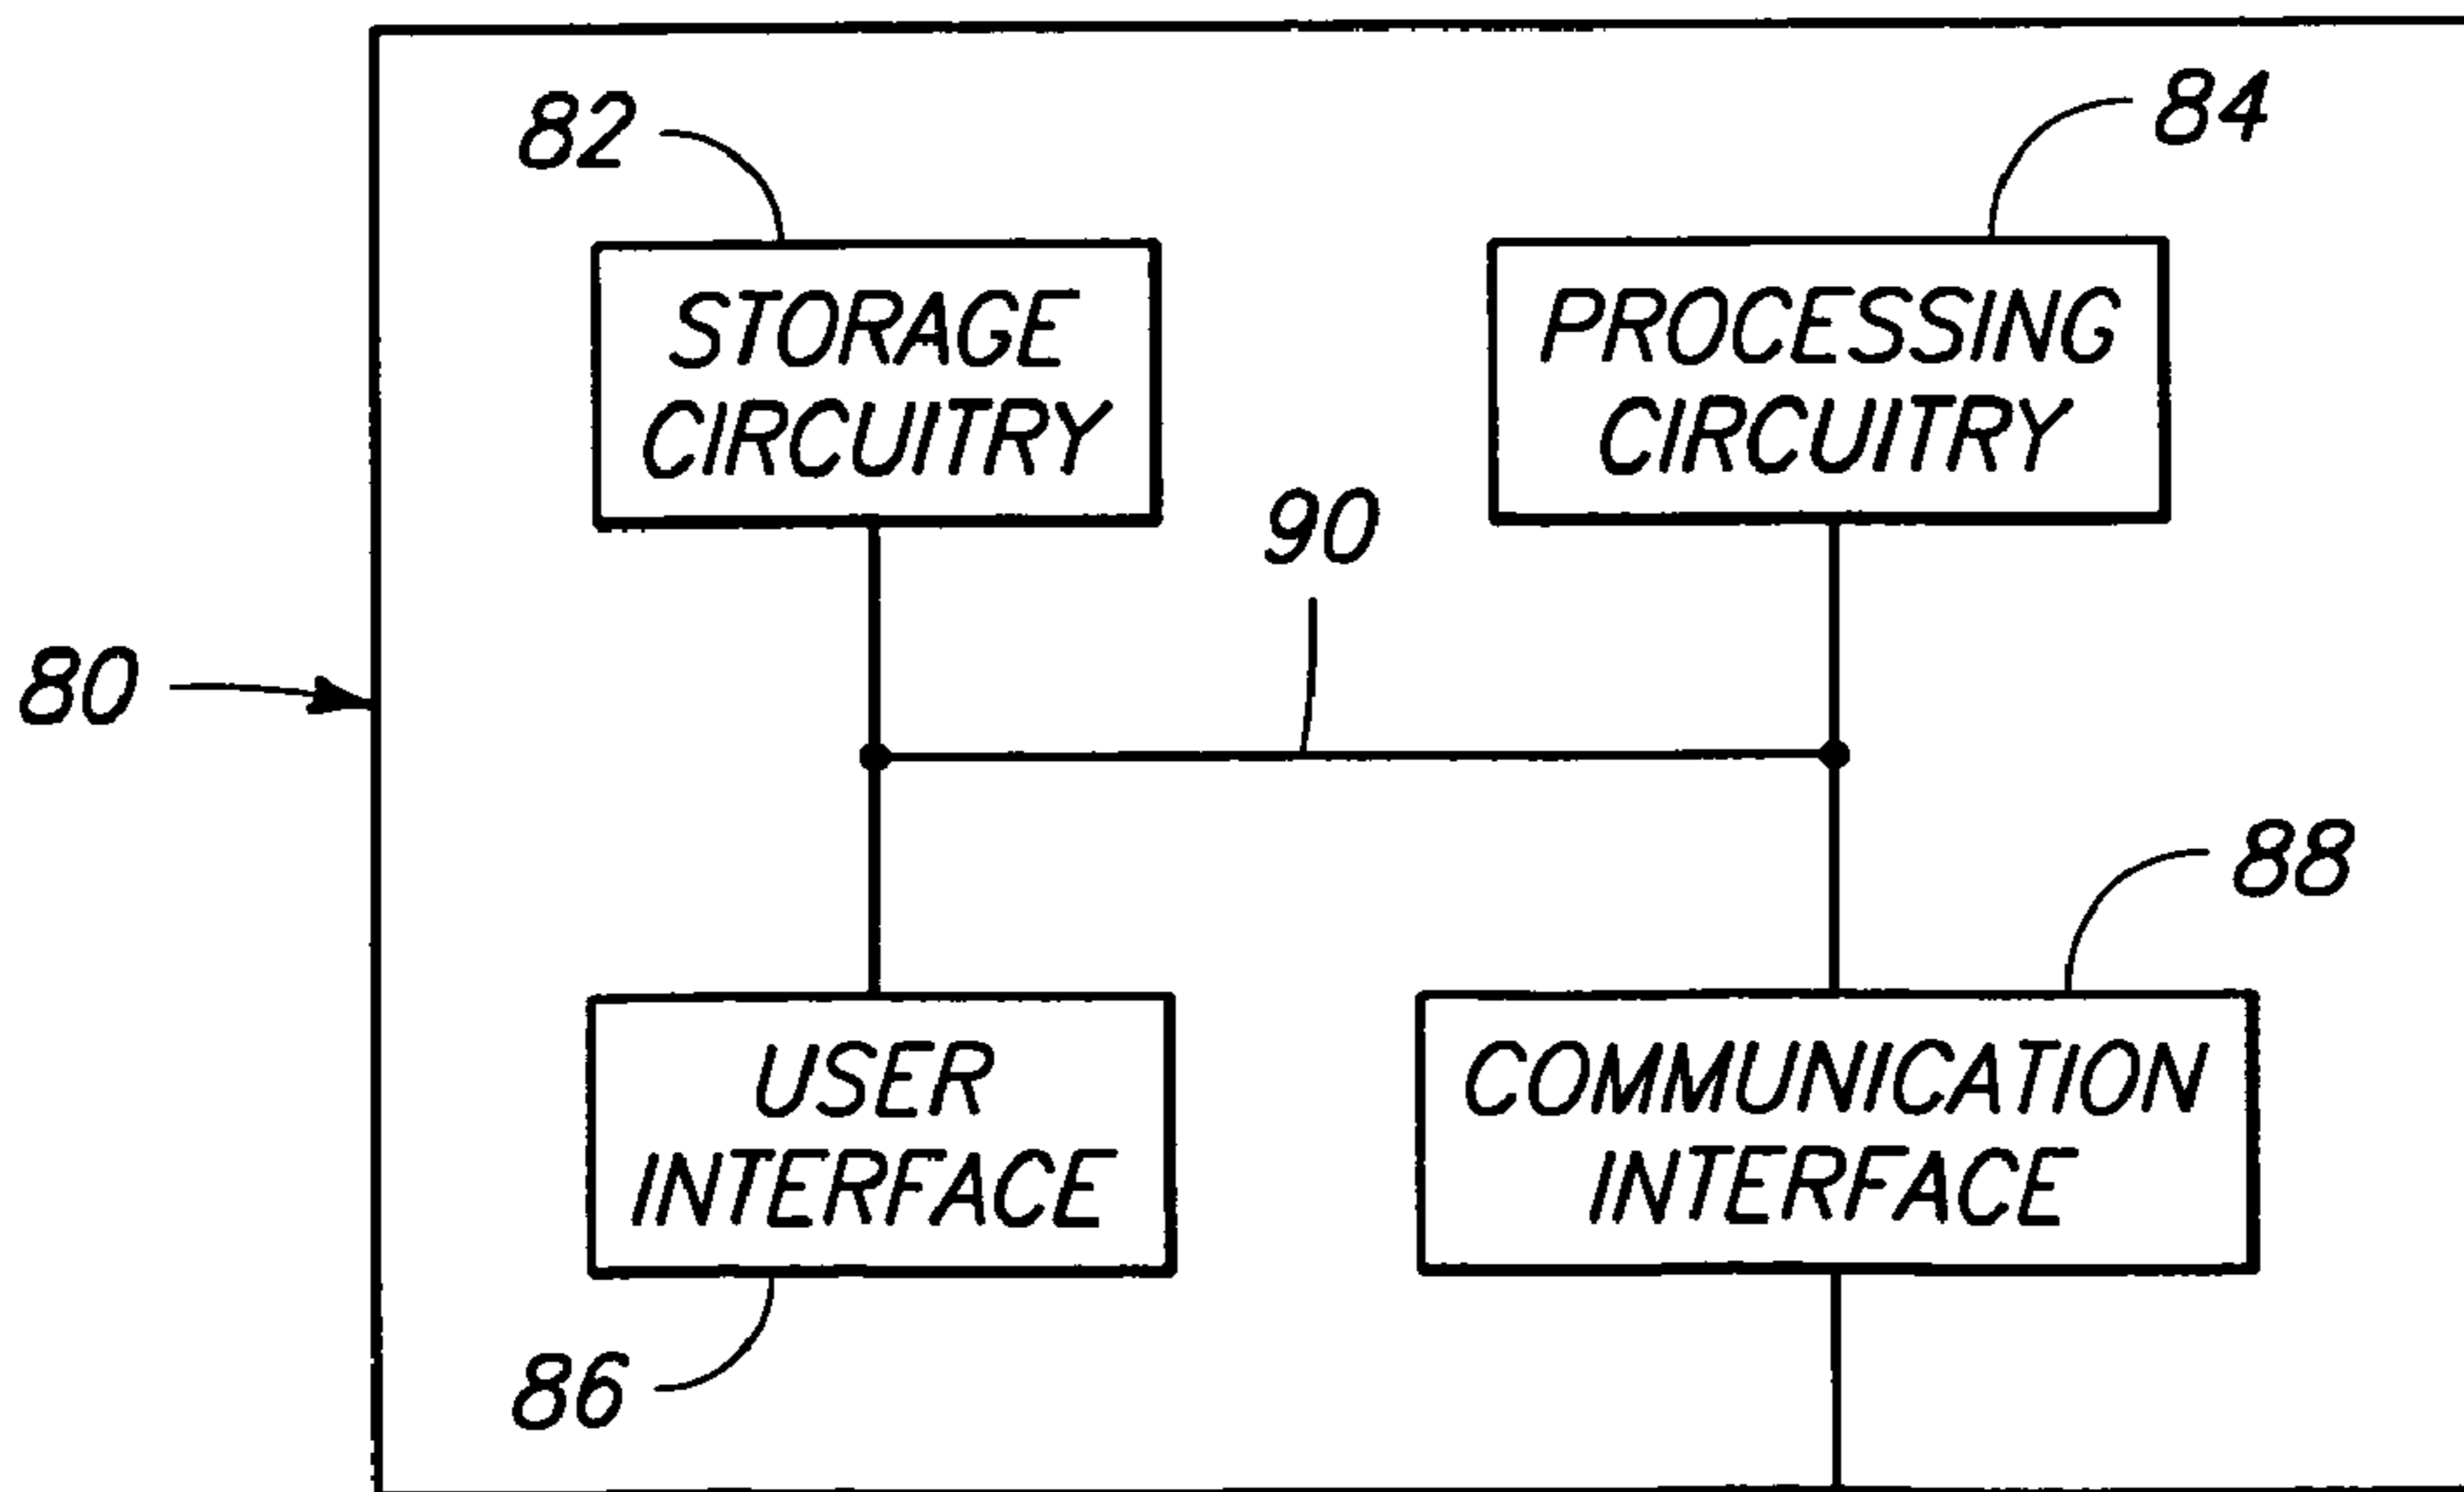 82
84
STORAGE
CIRCUITRY
PROCESSING
CIRCUITRY
90
80
88
USER
INTERFACE
COMMUNICATION
INTERFACE
86